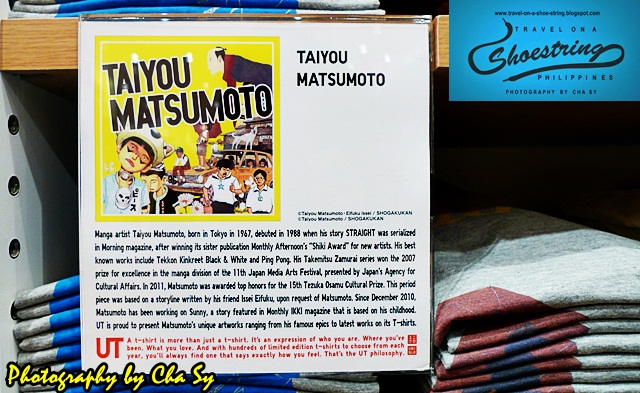 www.travel-on-a-shoe-string.blogspot.com
TRAVEL ON A
Shoestring
PHILIPPINES
PHOTOGRAPHY BY CHA SY
TAIYOU
MATSUMOTO
TAIYOU
MATSUMOTO
©Taiyou Matsumoto・Eifuku Issei / SHOGAKUKAN
©Taiyou Matsumoto / SHOGAKUKAN
Manga artist Taiyou Matsumoto, born in Tokyo in 1967, debuted in 1988 when his story STRAIGHT was serialized
in Morning magazine, after winning its sister publication Monthly Afternoon's "Shiki Award" for new artists. His best
known works include Tekkon Kinkreet Black & White and Ping Pong. His Takemitsu Zamurai series won the 2007
prize for excellence in the manga division of the 11th Japan Media Arts Festival, presented by Japan's Agency for
Cultural Affairs. In 2011, Matsumoto was awarded top honors for the 15th Tezuka Osamu Cultural Prize. This period
piece was based on a storyline written by his friend Issei Eifuku, upon request of Matsumoto. Since December 2010,
Matsumoto has been working on Sunny, a story featured in Monthly IKKI magazine that is based on his childhood.
UT is proud to present Matsumoto's unique artworks ranging from his famous epics to latest works on its T-shirts.
UT
A t-shirt is more than just a t-shirt. It's an expression of who you are. Where you've
been. What you love. And with hundreds of limited edition t-shirts to choose from each
year, you'll always find one that says exactly how you feel. That's the UT philosophy.
Photography by Cha Sy